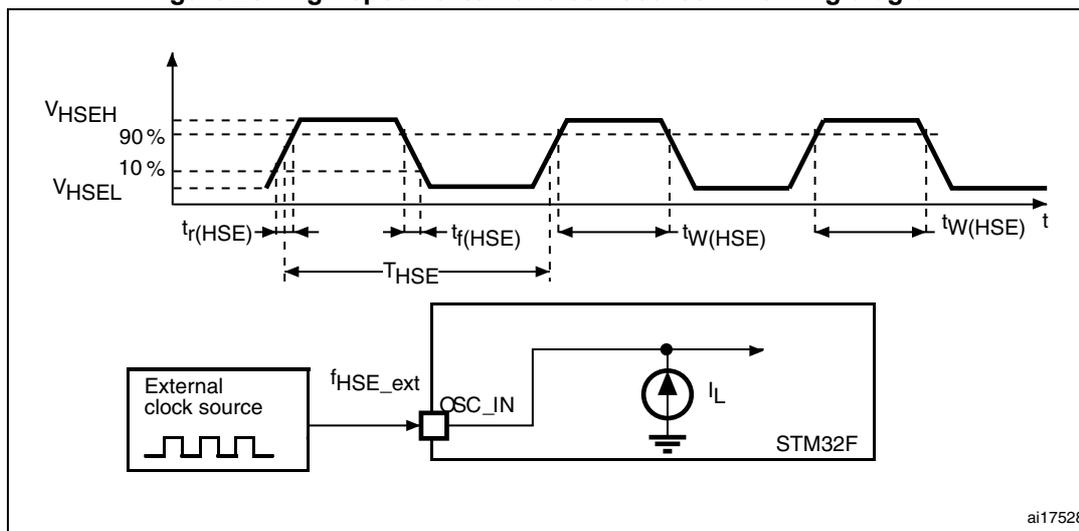 V_HSEH
90 %
10 %
V_HSEL
t_r(HSE)
t_f(HSE)
t_W(HSE)
t_W(HSE)
t
T_HSE
External
clock source
f_HSE_ext
OSC_IN
I_L
STM32F
ai17528